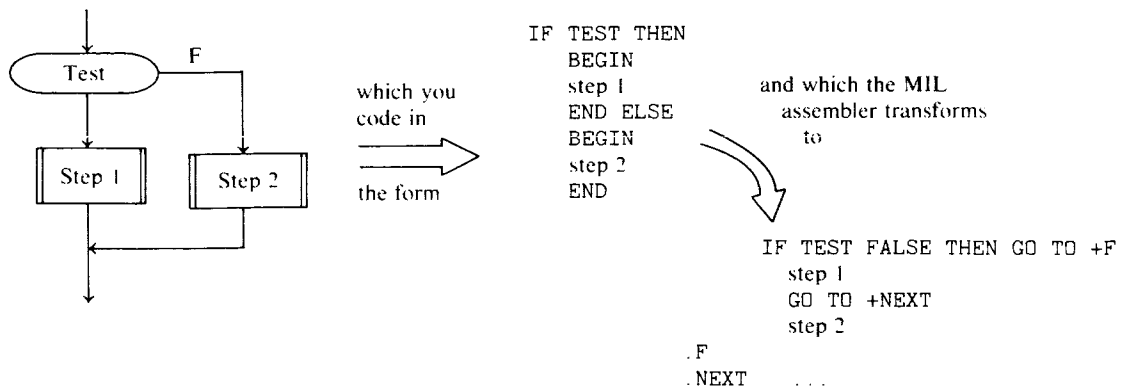 F
Test
Step 1
Step 2
which you
code in
the form
IF TEST THEN
BEGIN
step 1
END ELSE
BEGIN
step 2
END
and which the MIL
assembler transforms
to
IF TEST FALSE THEN GO TO +F
step 1
GO TO +NEXT
step 2
.F
.NEXT ...